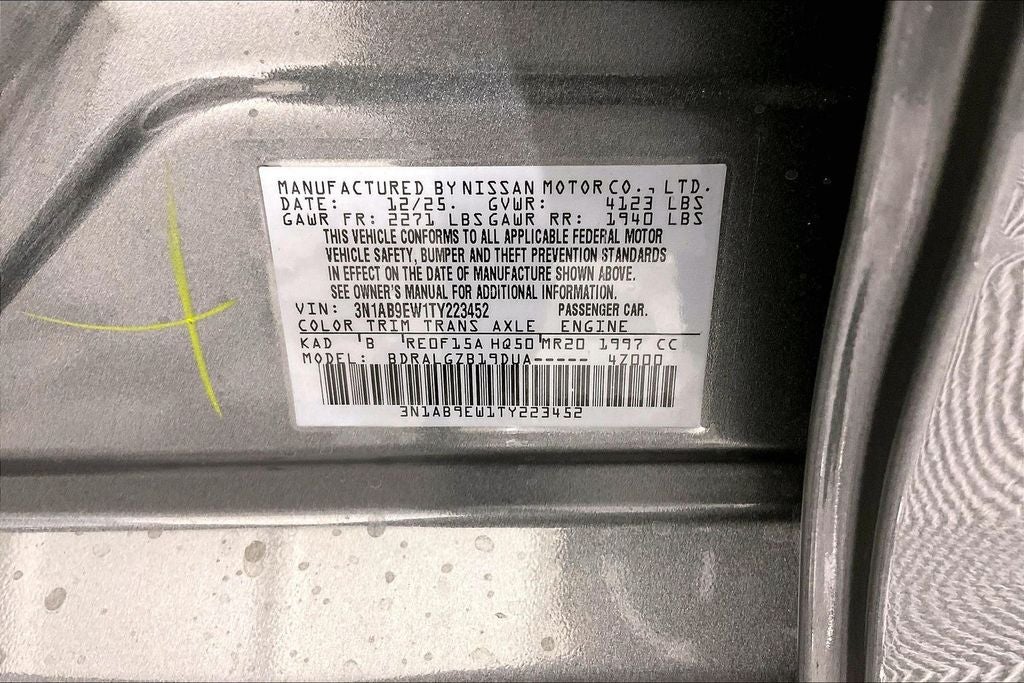 MANUFACTURED BY NISSAN MOTOR CO., LTD.
DATE: 12/25. GVWR: 4123 LBS
GAWR FR: 2271 LBS GAWR RR: 1940 LBS
THIS VEHICLE CONFORMS TO ALL APPLICABLE FEDERAL MOTOR
VEHICLE SAFETY, BUMPER AND THEFT PREVENTION STANDARDS
IN EFFECT ON THE DATE OF MANUFACTURE SHOWN ABOVE.
SEE OWNER'S MANUAL FOR ADDITIONAL INFORMATION.
VIN: 3N1AB9EW1TY223452 PASSENGER CAR.
COLOR TRIM TRANS AXLE ENGINE
KAD B RE0F15A HQ50 MR20 1997 CC
MODEL: BDRALGZB19DUA----- 4Z000
3N1AB9EW1TY223452